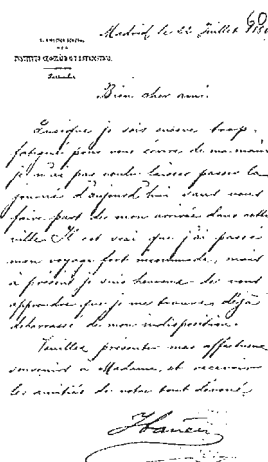 60
Madrid, le 22 Juillet
Bien cher ami:
Quoique je sois encore trop
fatigué pour vous écrire de ma main
je n'ai pas voulu laisser passer la
journée d'aujourd'hui sans vous
faire part de mon arrivée dans cette
ville. Il est vrai que j'ai passé
mon voyage fort incommodé, mais
à présent je suis heureux de vous
apprendre que je me trouve déjà
débarrassé de mon indisposition.
Veuillez présenter mes affectueux
souvenirs à Madame, et recevoir
les amitiés de votre tout dévoué.